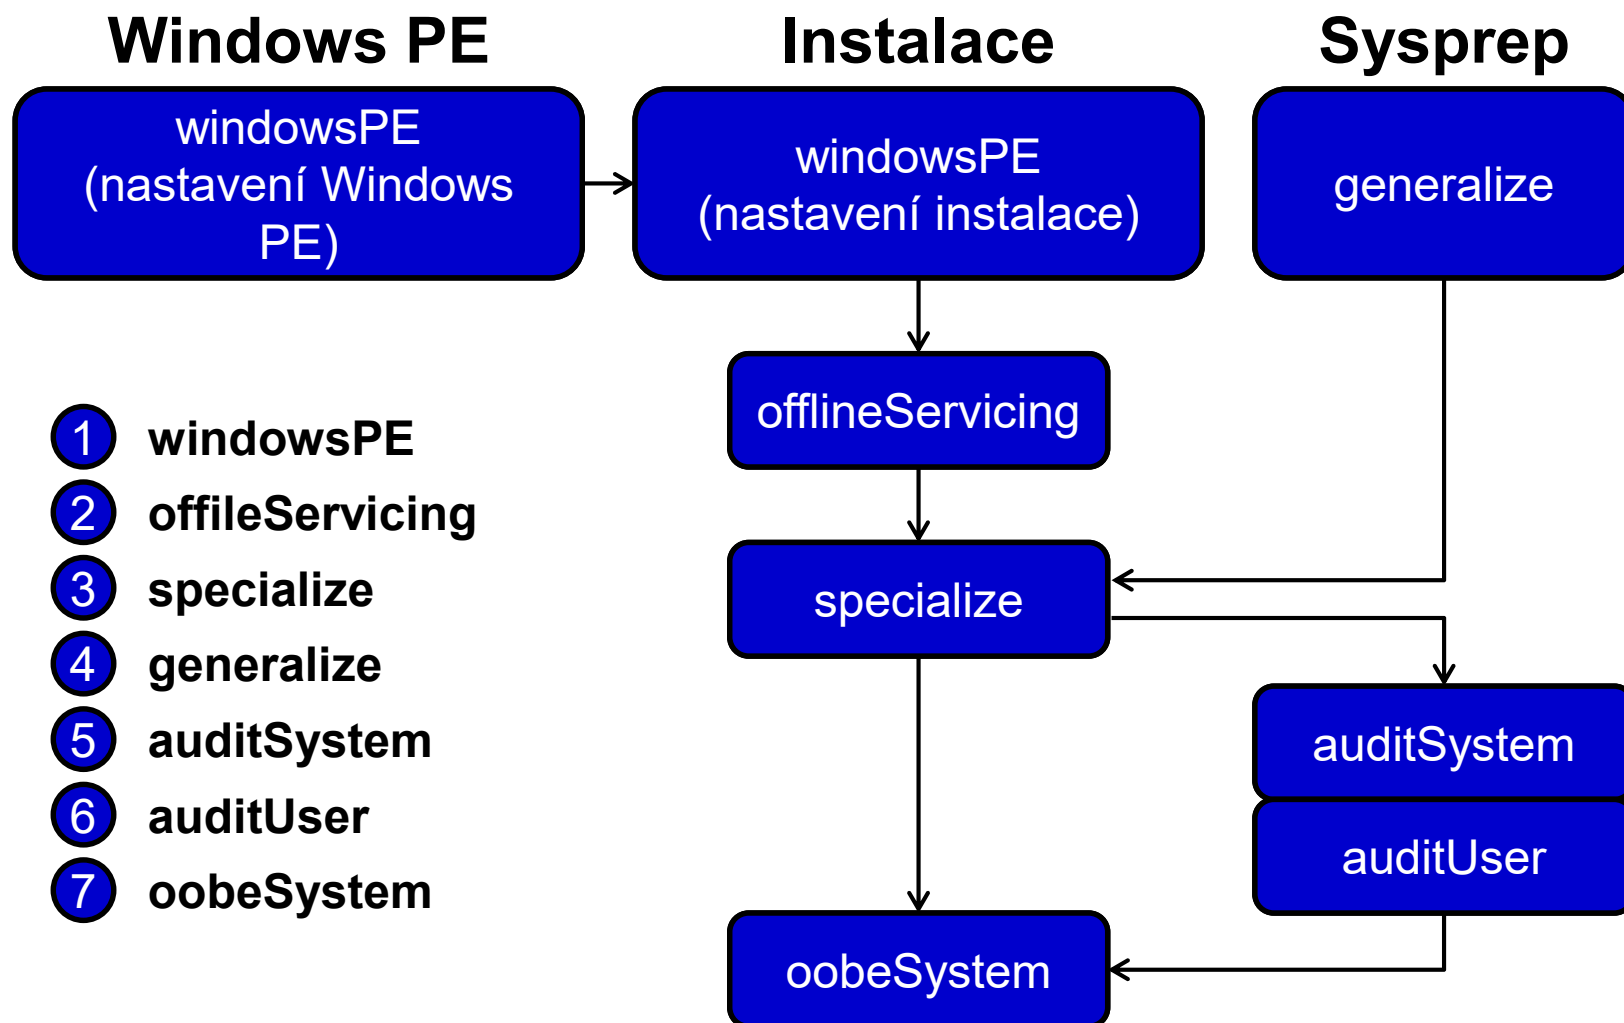 Windows PE
Instalace
Sysprep
windowsPE
(nastavení Windows
PE)
windowsPE
(nastavení instalace)
generalize
offlineServicing
1 windowsPE
2 offileServicing
3 specialize
4 generalize
5 auditSystem
6 auditUser
7 oobeSystem
specialize
auditSystem
auditUser
oobeSystem